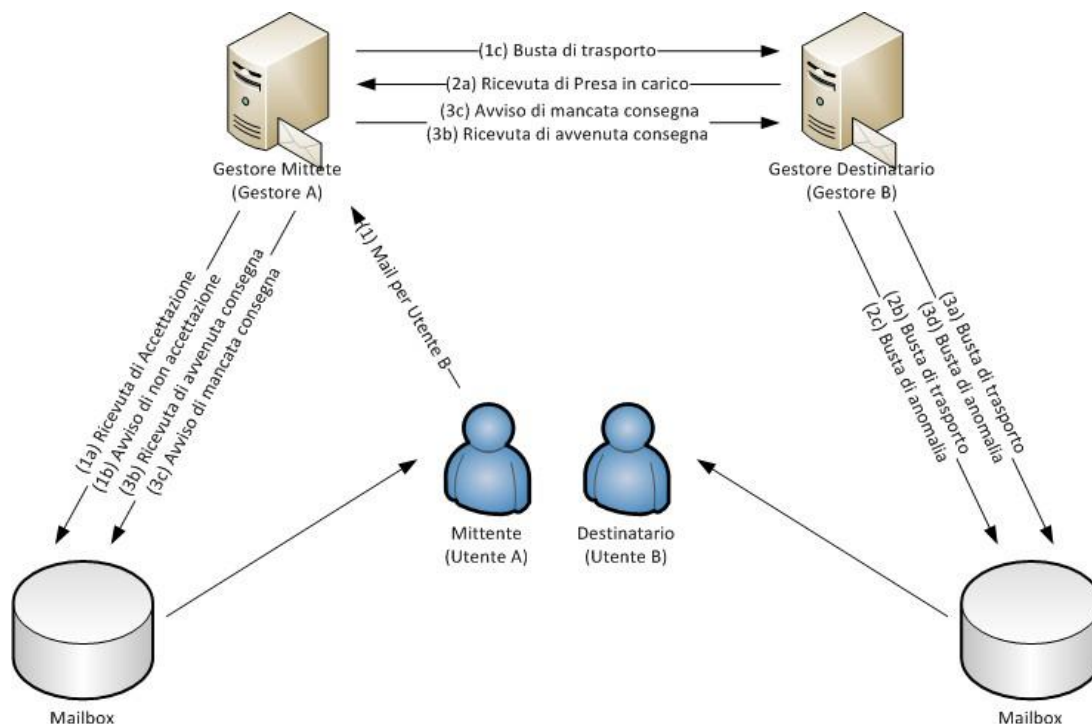 (1c) Busta di trasporto
(2a) Ricevuta di Presa in carico
(3c) Avviso di mancata consegna
(3b) Ricevuta di avvenuta consegna
Gestore Mittete
(Gestore A)
Gestore Destinatario
(Gestore B)
(1) Mail per Utente B
(1a) Ricevuta di Accettazione
(1b) Avviso di non accettazione
(3b) Ricevuta di avvenuta consegna
(3c) Avviso di mancata consegna
(3a) Busta di trasporto
(3d) Busta di anomalia
(2b) Busta di trasporto
(2c) Busta di anomalia
Mittente
(Utente A)
Destinatario
(Utente B)
Mailbox
Mailbox